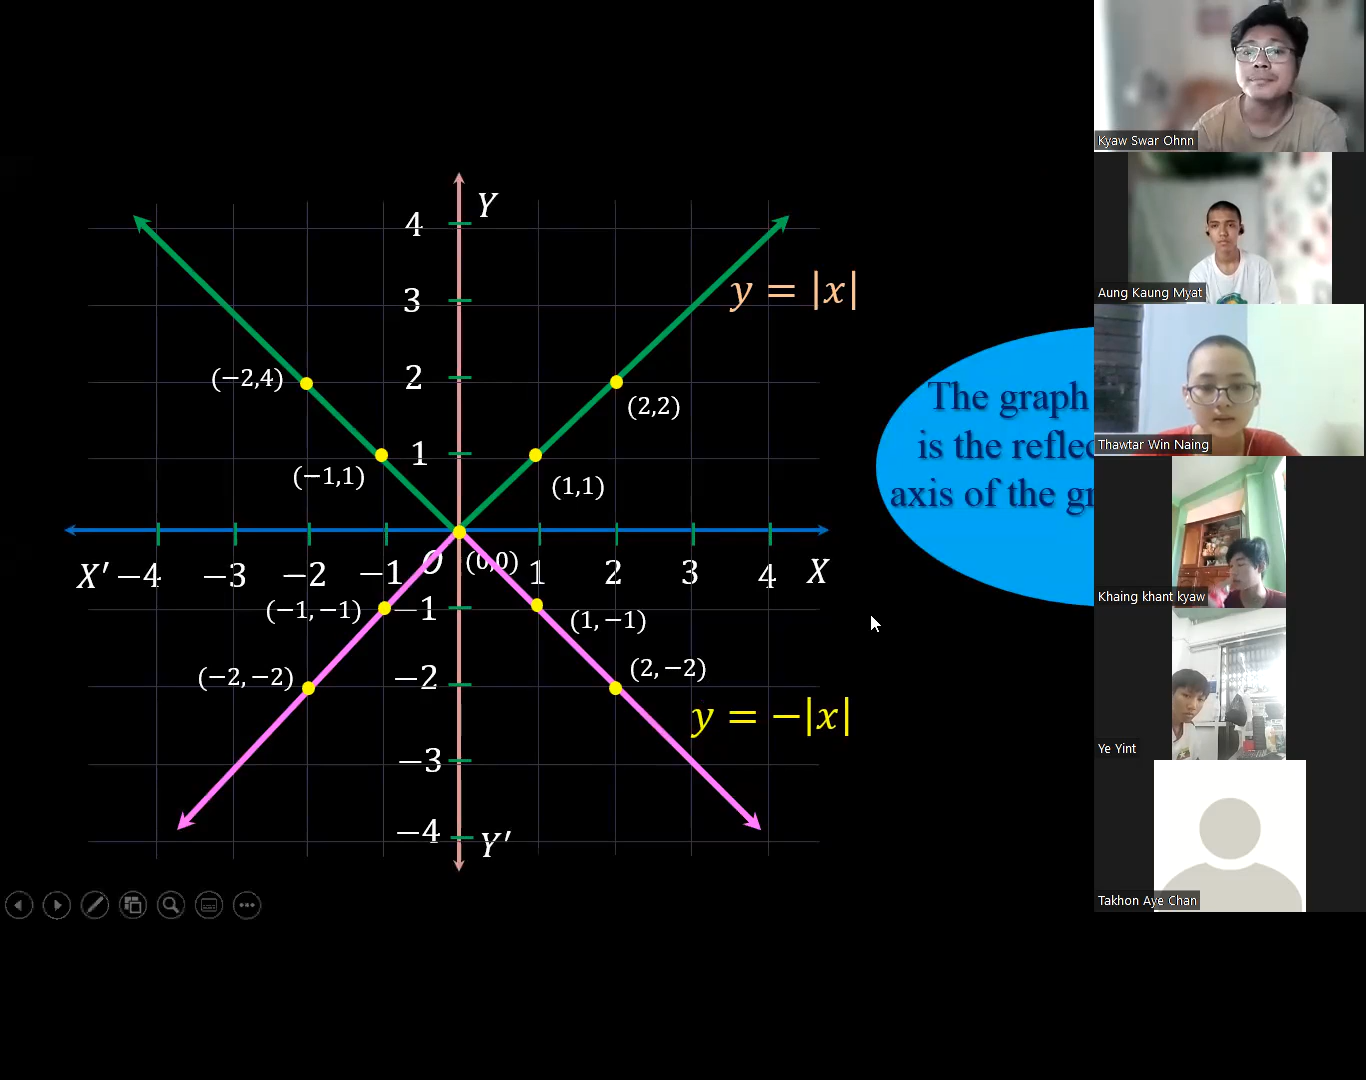 Y
4
y = |x|
3
(−2,4)
2
(2,2)
1
(−1,1)
(1,1)
X′ −4 −3 −2 −1 O (0,0) 1 2 3 4 X
(−1, −1)
−1
(1, −1)
(−2, −2)
−2
(2, −2)
y = −|x|
−3
−4
Y′
The graph
is the
axis of the
Kyaw Swar Ohnn
Aung Kaung Myat
Thawtar Win Naing
Khaing khant kyaw
Ye Yint
Takhon Aye Chan